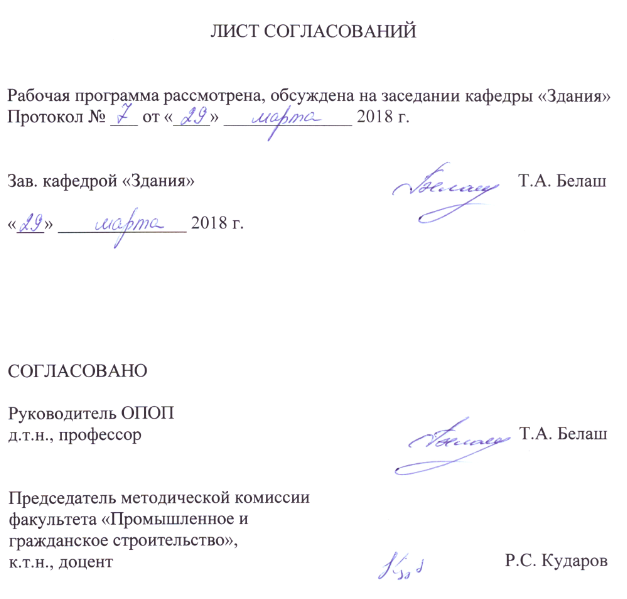 ЛИСТ СОГЛАСОВАНИЙ
Рабочая программа рассмотрена, обсуждена на заседании кафедры «Здания»
Протокол № 7 от « 29 » марта 2018 г.
Зав. кафедрой «Здания» Т.А. Белаш
«29» марта 2018 г.
СОГЛАСОВАНО
Руководитель ОПОП
д.т.н., профессор Т.А. Белаш
Председатель методической комиссии
факультета «Промышленное и
гражданское строительство»,
к.т.н., доцент Р.С. Кударов